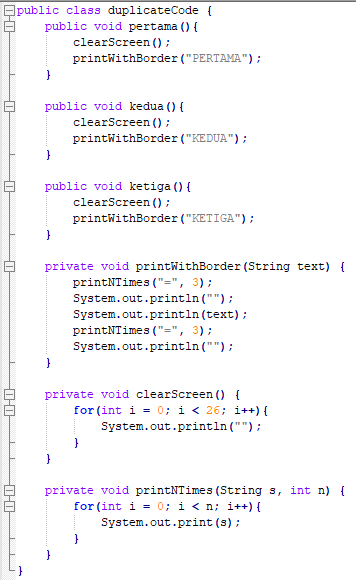 public class duplicateCode {
    public void pertama(){
        clearScreen();
        printWithBorder("PERTAMA");
    }

    public void kedua(){
        clearScreen();
        printWithBorder("KEDUA");
    }

    public void ketiga(){
        clearScreen();
        printWithBorder("KETIGA");
    }

    private void printWithBorder(String text) {
        printNTimes("=", 3);
        System.out.println("");
        System.out.println(text);
        printNTimes("=", 3);
        System.out.println("");
    }

    private void clearScreen() {
        for(int i = 0; i < 26; i++){
            System.out.println("");
        }
    }

    private void printNTimes(String s, int n) {
        for(int i = 0; i < n; i++){
            System.out.print(s);
        }
    }
}